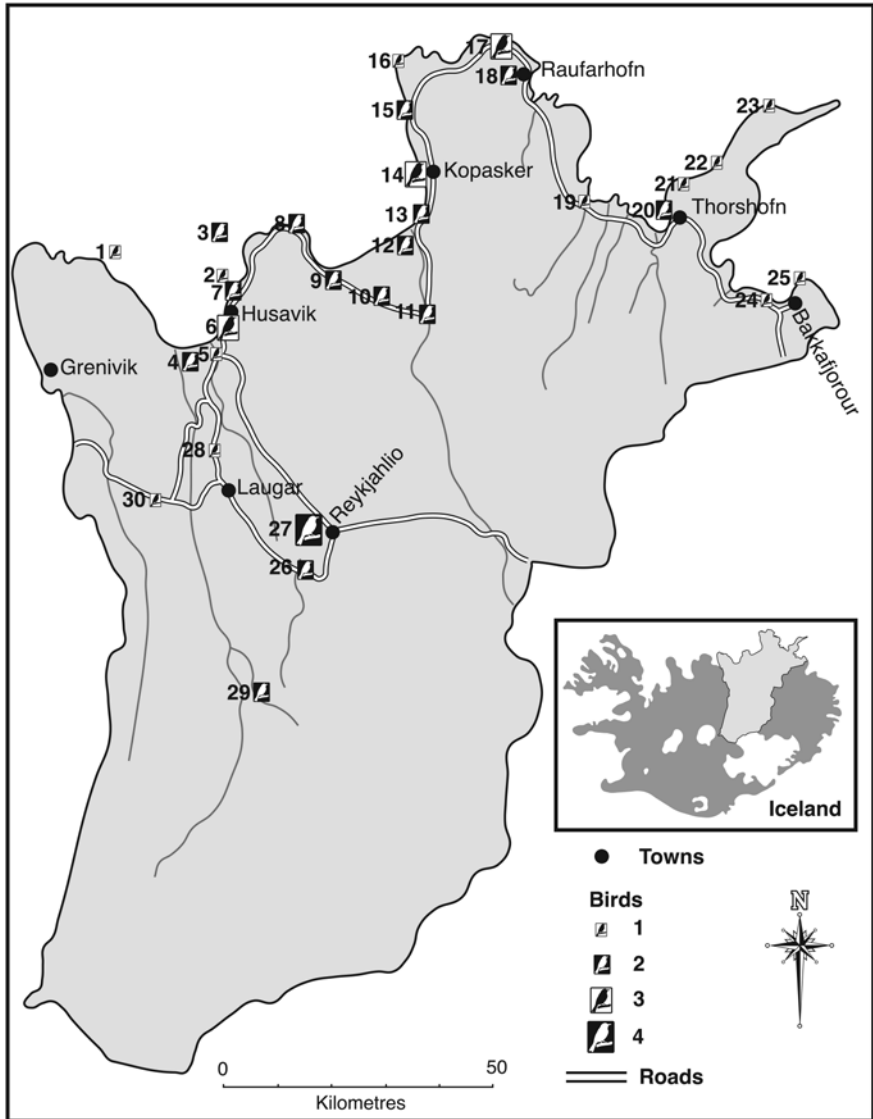 17
16
18
Raufarhofn
15
23
14
Kopasker
22
21
13
19
20
Thorshofn
12
8
3
1
2
7
9
10
11
25
24
Husavik
6
Bakkafjorour
5
4
Grenivik
28
Laugar
30
27
Reykjahlio
26
29
Iceland
Towns
Birds
N
1
2
3
4
Roads
0 50
Kilometres